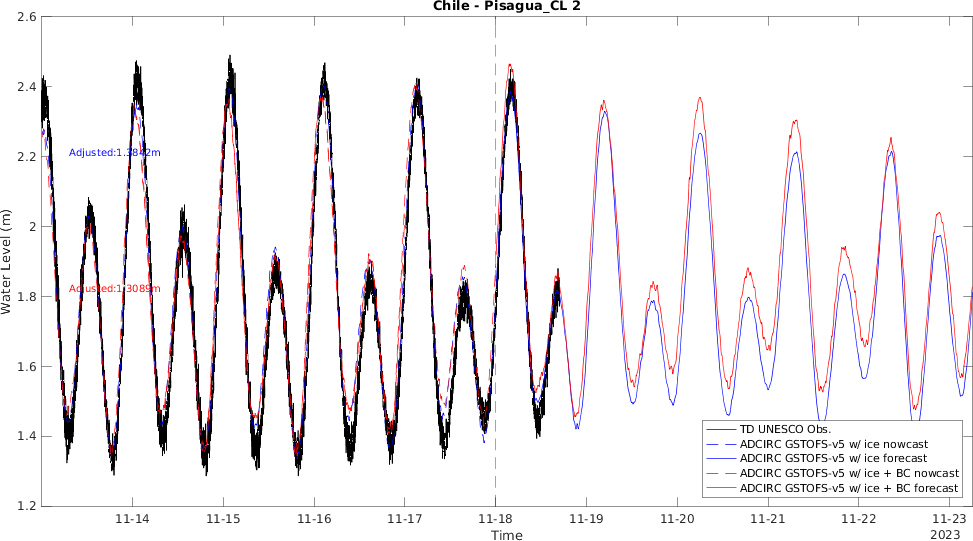 Chile - Pisagua_CL 2
2.6
2.4
2.2
2
1.8
1.6
1.4
1.2
Water Level (m)
Adjusted:1.3842m
Adjusted:1.3089m
TD UNESCO Obs.
ADCIRC GSTOFS-v5 w/ ice nowcast
ADCIRC GSTOFS-v5 w/ ice forecast
ADCIRC GSTOFS-v5 w/ ice + BC nowcast
ADCIRC GSTOFS-v5 w/ ice + BC forecast
11-14 11-15 11-16 11-17 11-18 11-19 11-20 11-21 11-22 11-23
2023
Time